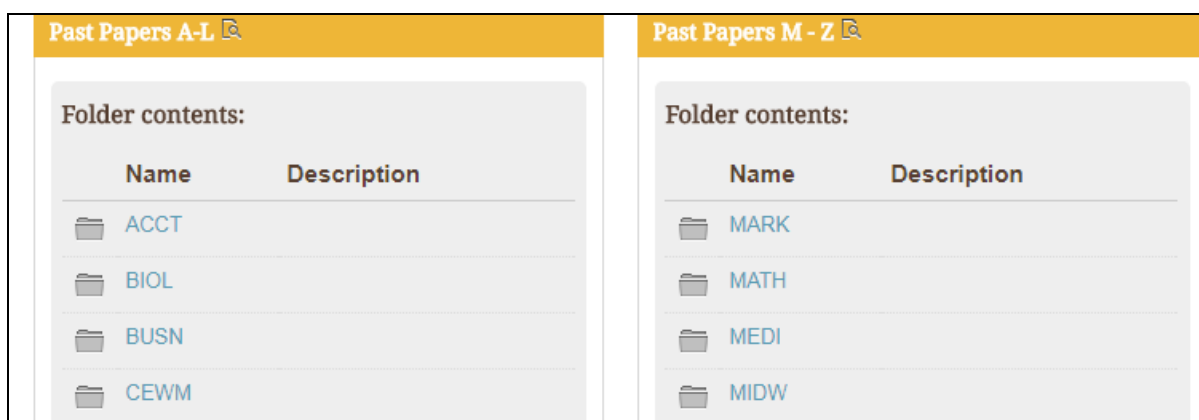 Past Papers A-L
Folder contents:
Name Description
ACCT
BIOL
BUSN
CEWM
Past Papers M - Z
Folder contents:
Name Description
MARK
MATH
MEDI
MIDW